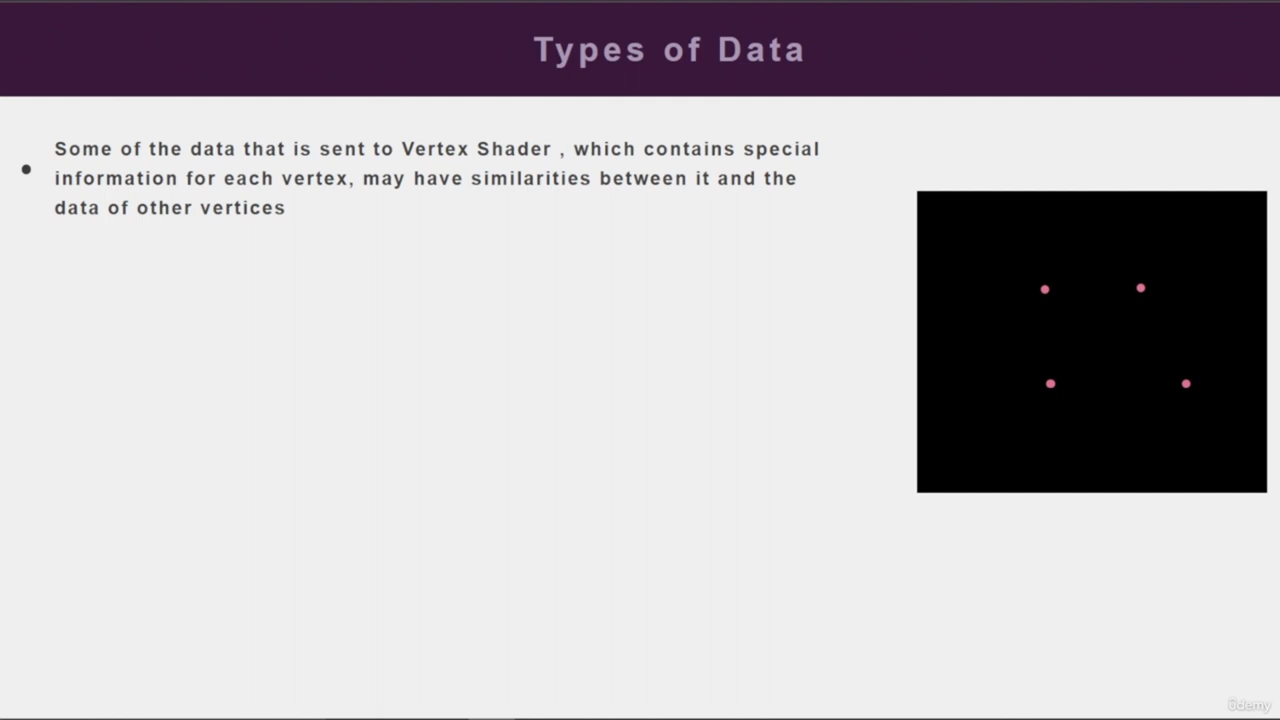 Types of Data
Some of the data that is sent to Vertex Shader , which contains special
information for each vertex, may have similarities between it and the
data of other vertices
ûdemy